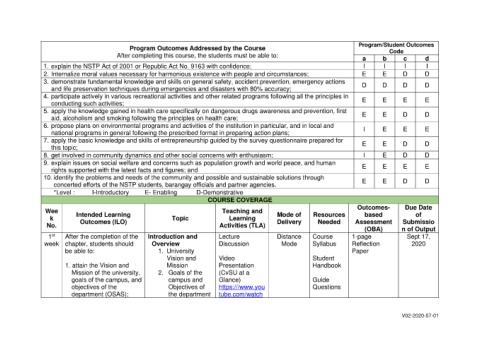 Program Outcomes Addressed by the Course
After completing this course, the students must be able to:
Program/Student Outcomes
Code
a b c d
1. explain the NSTP Act of 2001 or Republic Act No. 9163 with confidence; I I I I
2. Internalize moral values necessary for harmonious existence with people and circumstances; E E D D
3. demonstrate fundamental knowledge and skills on general safety, accident prevention, emergency actions
and life preservation techniques during emergencies and disasters with 80% accuracy; D D D D
4. participate actively in various recreational activities and other related programs following all the principles in
conducting such activities; E E E E
5. apply the knowledge gained in health care specifically on dangerous drugs awareness and prevention, first
aid, alcoholism and smoking following the principles on health care; E E E D
6. propose plans on environmental programs and activities of the institution in particular, and in local and
national programs in general following the prescribed format in preparing action plans; I E E E
7. apply the basic knowledge and skills of entrepreneurship guided by the survey questionnaire prepared for
this topic; E E D D
8. get involved in community dynamics and other social concerns with enthusiasm; I E D D
9. explain issues on social welfare and concerns such as population growth and world peace, and human
rights supported with the latest facts and figures; and E E E E
10. identify the problems and needs of the community and possible and sustainable solutions through
concerted efforts of the NSTP students, barangay officials and partner agencies. E E D D
*Level : I-Introductory E- Enabling D-Demonstrative
COURSE COVERAGE
Wee
k
No.
Intended Learning
Outcomes (ILO)
Topic
Teaching and
Learning
Activities (TLA)
Mode of
Delivery
Resources
Needed
Outcomes-
based
Assessment
(OBA)
Due Date
of
Submissio
n of Output
1st
week
After the completion of the
chapter, students should
be able to:
1. attain the Vision and
Mission of the university,
goals of the campus, and
objectives of the
department (OSAS);
Introduction and
Overview
1. University
Vision and
Mission
2. Goals of the
campus and
Objectives of
the department
Lecture
Discussion
Video
Presentation
(CvSU at a
Glance)
https://www.you
tube.com/watch
Distance
Mode
Course
Syllabus
Student
Handbook
Guide
Questions
1-page
Reflection
Paper
Sept 17,
2020
V02-2020-07-01